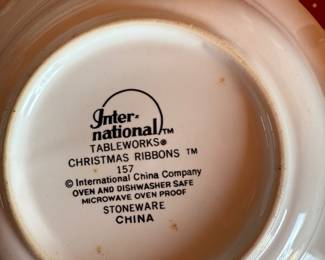 Inter-
national™
TABLEWORKS®
CHRISTMAS RIBBONS ™
157
© International China Company
OVEN AND DISHWASHER SAFE
MICROWAVE OVEN PROOF
STONEWARE
CHINA